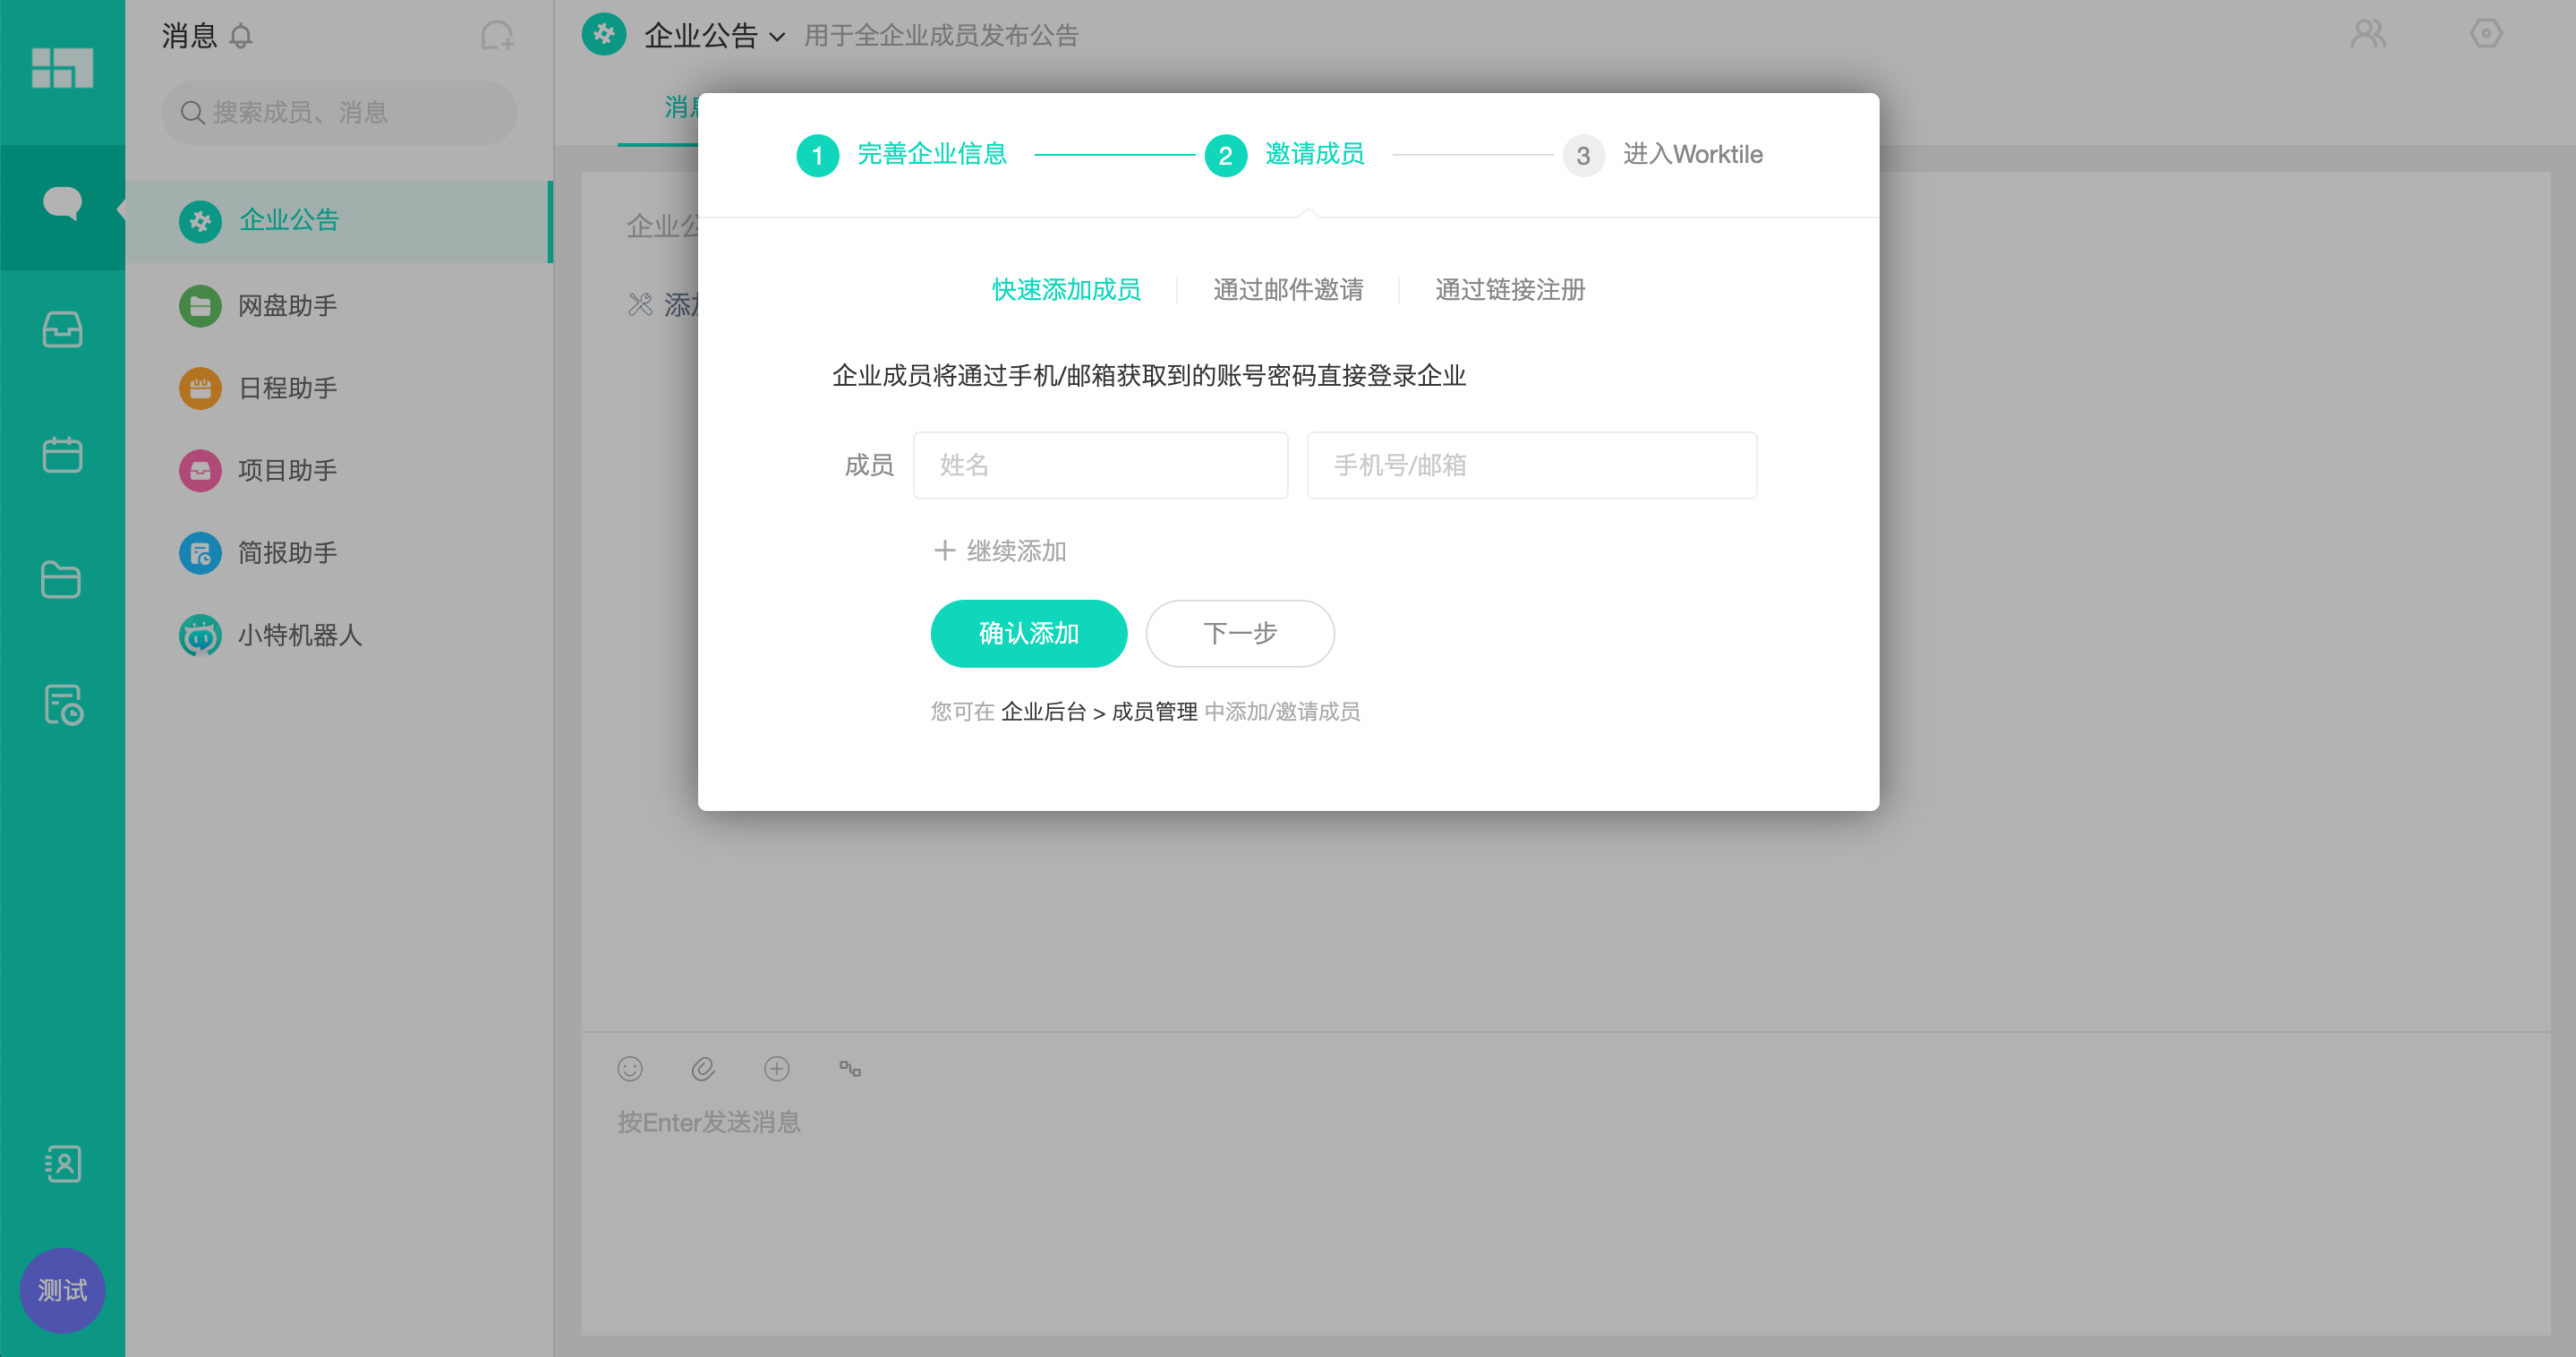 消息
搜索成员、消息
企业公告
网盘助手
日程助手
项目助手
简报助手
小特机器人
测试
企业公告 用于全企业成员发布公告
消息
企业公
添加
1 完善企业信息 2 邀请成员 3 进入Worktile
快速添加成员 通过邮件邀请 通过链接注册
企业成员将通过手机/邮箱获取到的账号密码直接登录企业
成员 姓名 手机号/邮箱
继续添加
确认添加 下一步
您可在 企业后台 > 成员管理 中添加/邀请成员
按Enter发送消息